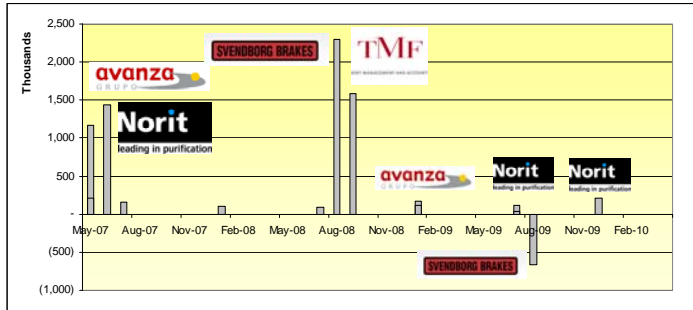 Thousands
2,500
2,000
1,500
1,000
500
-
(500)
(1,000)
avanza
GRUPO
Norit
leading in purification
SVENDBORG BRAKES
TMF
avanza
GRUPO
Norit
leading in purification
Norit
leading in purification
May-07 Aug-07 Nov-07 Feb-08 May-08 Aug-08 Nov-08 Feb-09 May-09 Aug-09 Nov-09 Feb-10
SVENDBORG BRAKES